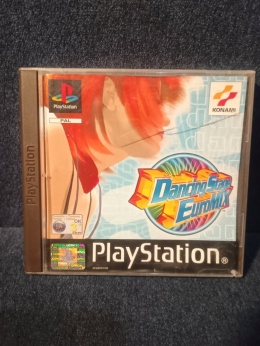 PlayStation
PAL
KONAMI
Dancing Stage
EuroMIX
PlayStation
PlayStation